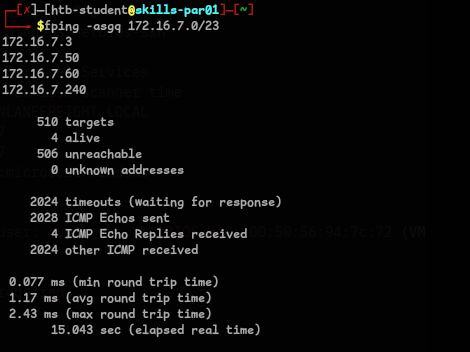 ┌─[✗]─[htb-student@skills-par01]─[~]
└──╼ $fping -asgq 172.16.7.0/23
172.16.7.3
172.16.7.50
172.16.7.60
172.16.7.240
510 targets
4 alive
506 unreachable
0 unknown addresses
2024 timeouts (waiting for response)
2028 ICMP Echos sent
4 ICMP Echo Replies received
2024 other ICMP received
0.077 ms (min round trip time)
1.17 ms (avg round trip time)
2.43 ms (max round trip time)
15.043 sec (elapsed real time)